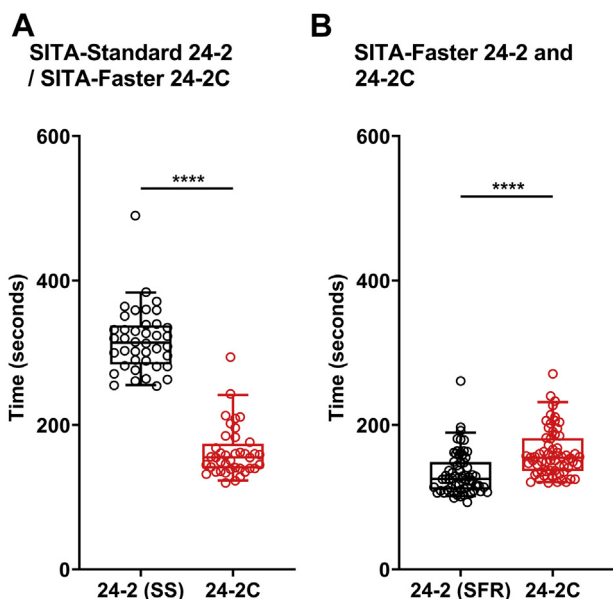 A
SITA-Standard 24-2
/ SITA-Faster 24-2C
Time (seconds)
600
400
200
0
****
24-2 (SS)
24-2C
B
SITA-Faster 24-2 and
24-2C
Time (seconds)
600
400
200
0
****
24-2 (SFR)
24-2C